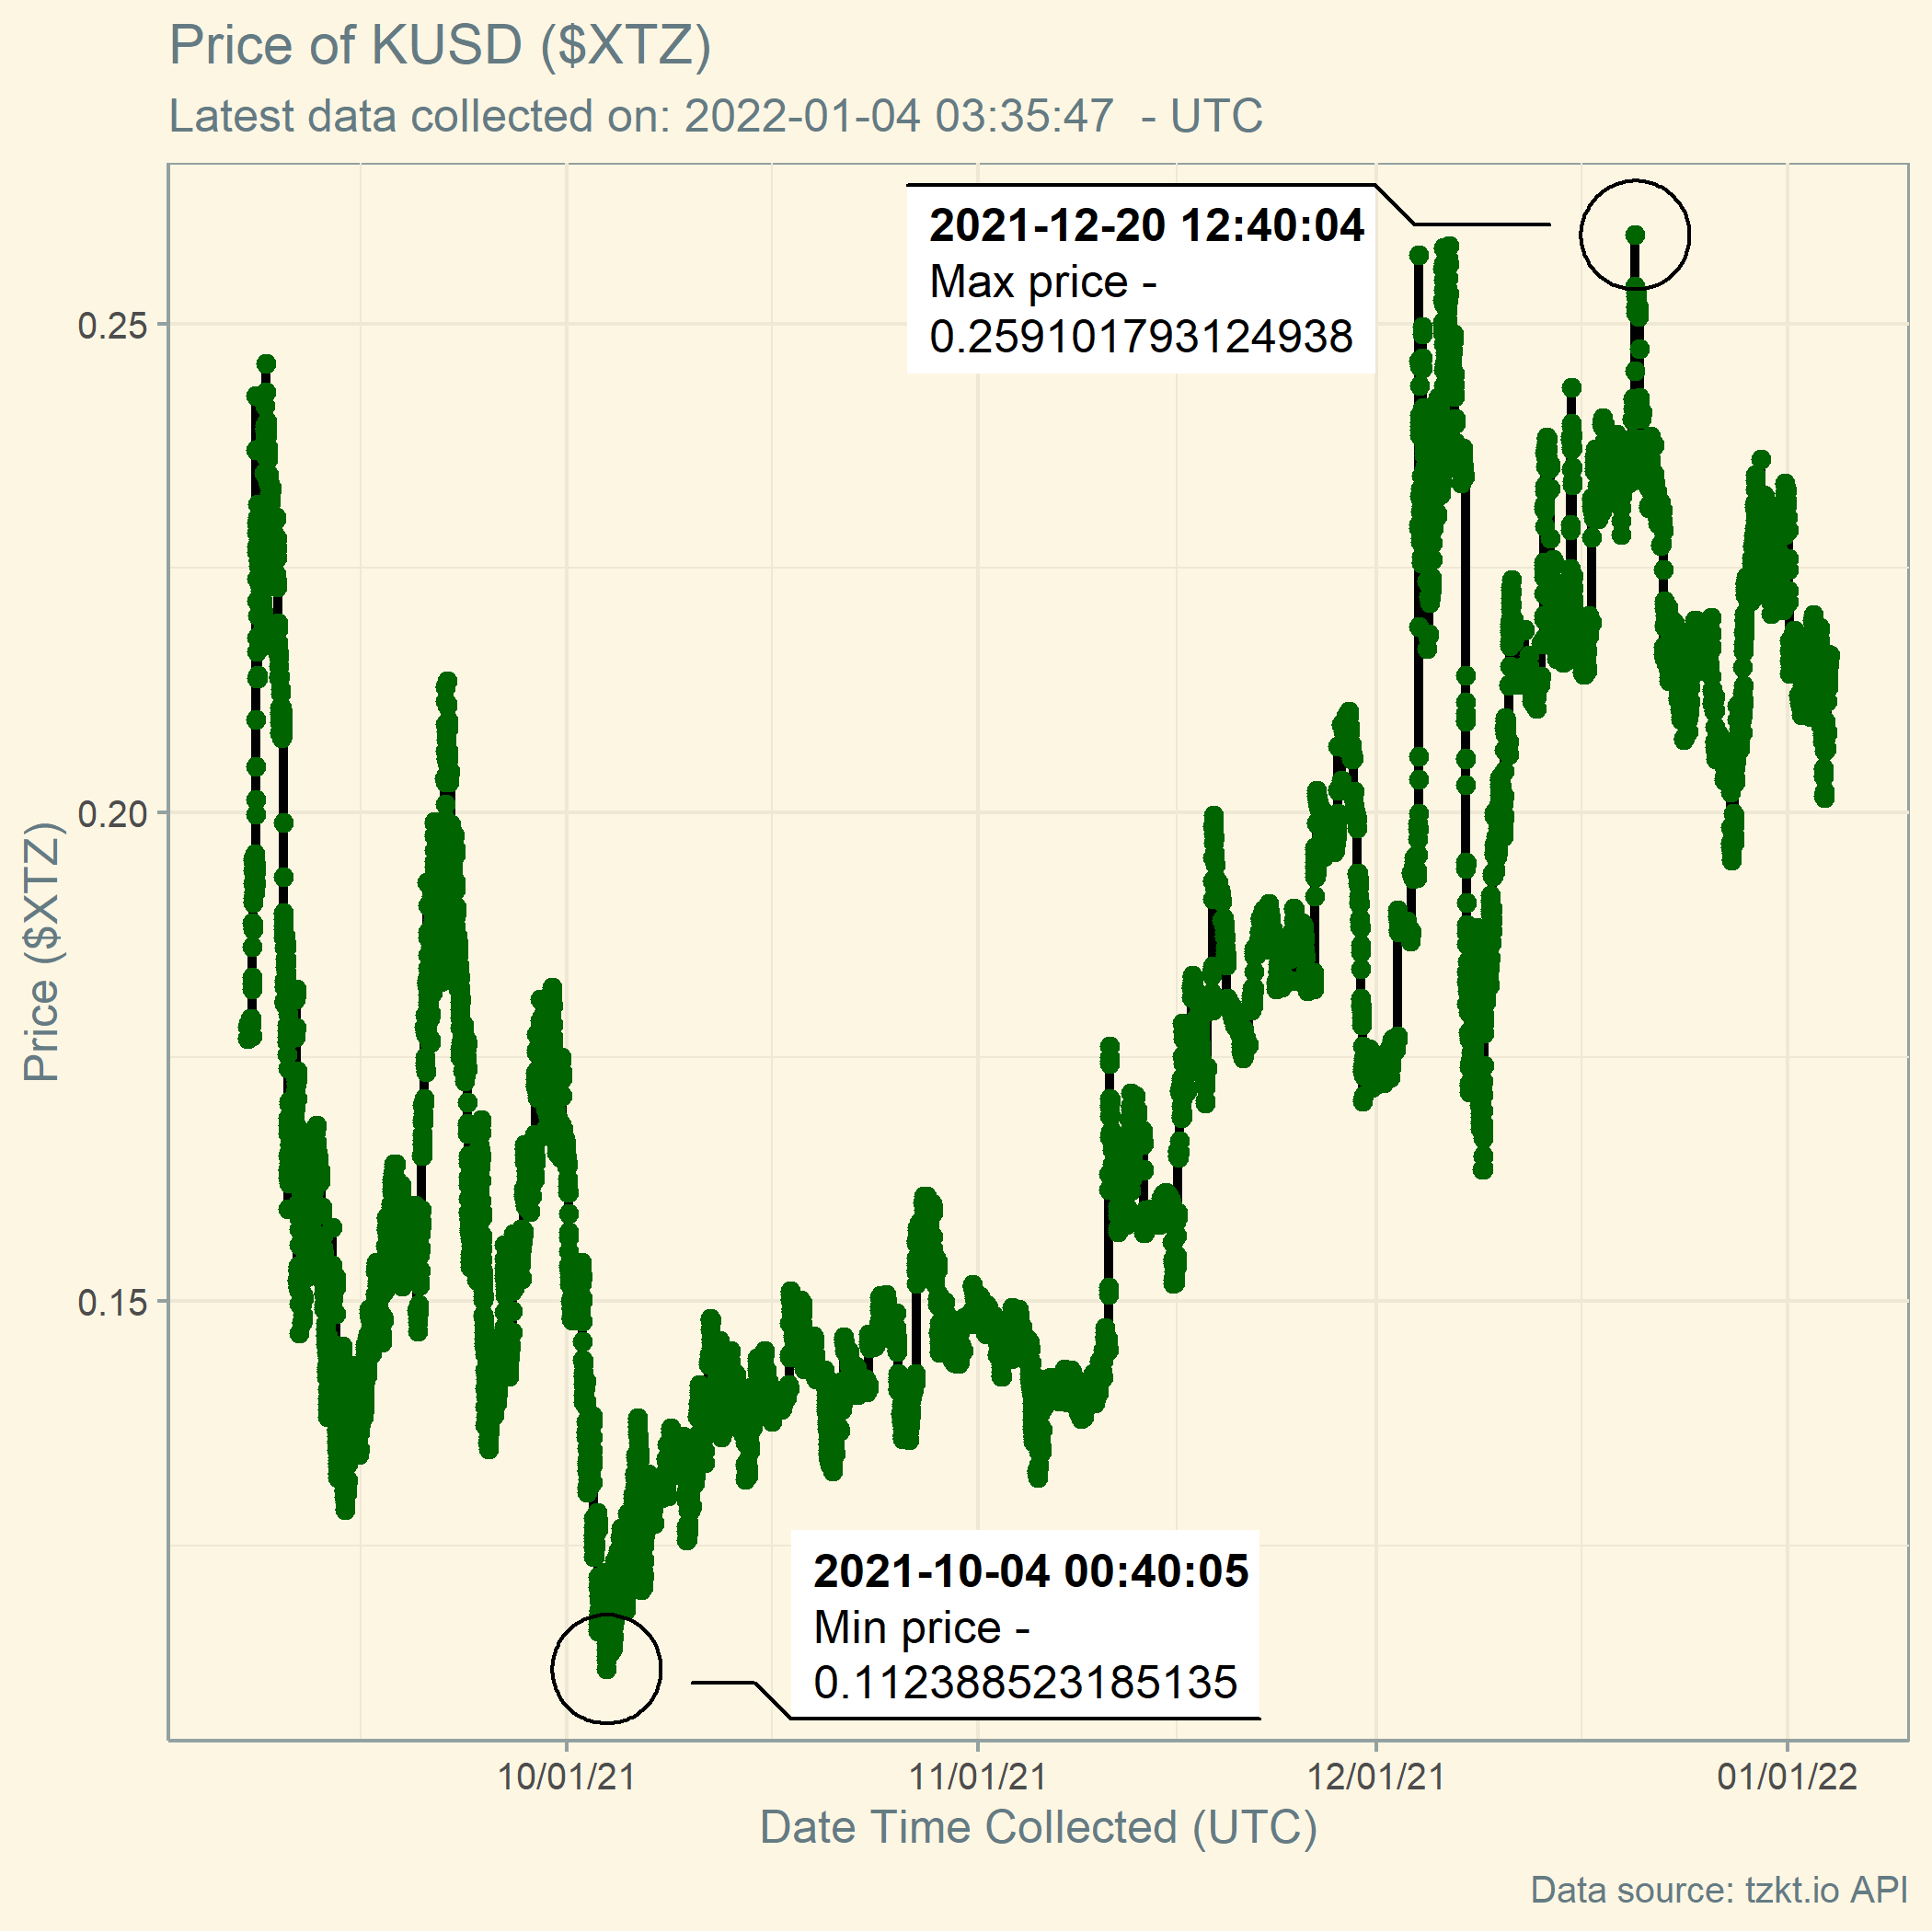 Price of KUSD ($XTZ)
Latest data collected on: 2022-01-04 03:35:47  - UTC
2021-12-20 12:40:04
Max price -
0.259101793124938
0.25
0.20
0.15
Price ($XTZ)
2021-10-04 00:40:05
Min price -
0.112388523185135
10/01/21
11/01/21
12/01/21
01/01/22
Date Time Collected (UTC)
Data source: tzkt.io API